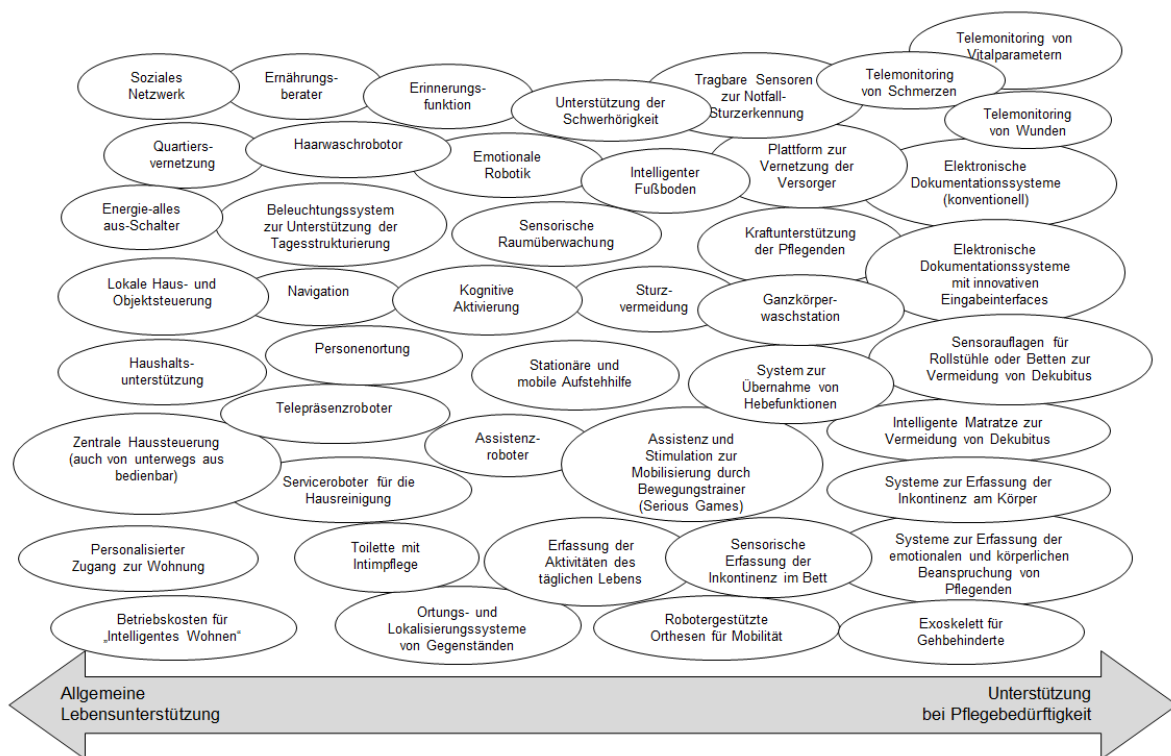 Telemonitoring von
Vitalparametern
Soziales
Netzwerk
Ernährungs-
berater
Erinnerungs-
funktion
Unterstützung der
Schwerhörigkeit
Tragbare Sensoren
zur Notfall-
Sturzerkennung
Telemonitoring
von Schmerzen
Telemonitoring
von Wunden
Quartiers-
vernetzung
Haarwaschrobotor
Emotionale
Robotik
Intelligenter
Fußboden
Plattform zur
Vernetzung der
Versorger
Elektronische
Dokumentationssysteme
(konventionell)
Energie-alles
aus-Schalter
Beleuchtungssystem
zur Unterstützung der
Tagesstrukturierung
Sensorische
Raumüberwachung
Kraftunterstützung
der Pflegenden
Elektronische
Dokumentationssysteme
mit innovativen
Eingabeinterfaces
Lokale Haus- und
Objektsteuerung
Navigation
Kognitive
Aktivierung
Sturz-
vermeidung
Ganzkörper-
waschstation
Haushalts-
unterstützung
Personenortung
Stationäre und
mobile Aufstehhilfe
System zur
Übernahme von
Hebefunktionen
Sensorauflagen für
Rollstühle oder Betten zur
Vermeidung von Dekubitus
Telepräsenzroboter
Zentrale Haussteuerung
(auch von unterwegs aus
bedienbar)
Assistenz-
roboter
Assistenz und
Stimulation zur
Mobilisierung durch
Bewegungstrainer
(Serious Games)
Intelligente Matratze zur
Vermeidung von Dekubitus
Serviceroboter für die
Hausreinigung
Systeme zur Erfassung der
Inkontinenz am Körper
Personalisierter
Zugang zur Wohnung
Toilette mit
Intimpflege
Erfassung der
Aktivitäten des
täglichen Lebens
Sensorische
Erfassung der
Inkontinenz im Bett
Systeme zur Erfassung der
emotionalen und körperlichen
Beanspruchung von
Pflegenden
Betriebskosten für
„Intelligentes Wohnen“
Ortungs- und
Lokalisierungssysteme
von Gegenständen
Robotergestützte
Orthesen für Mobilität
Exoskelett für
Gehbehinderte
Allgemeine
Lebensunterstützung
Unterstützung
bei Pflegebedürftigkeit